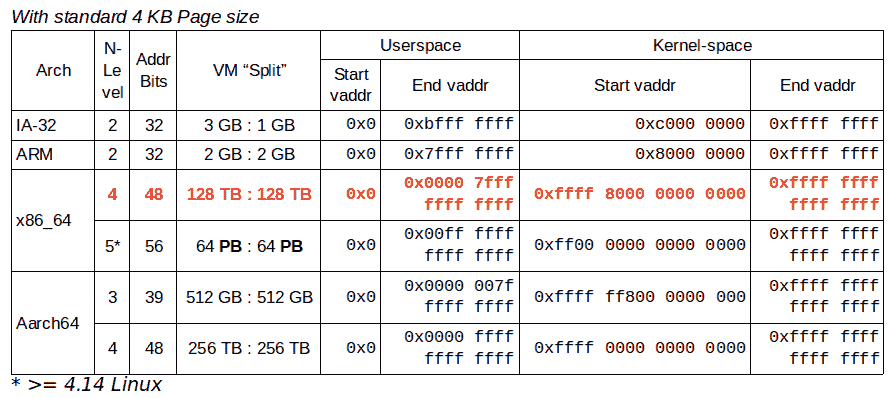 With standard 4 KB Page size
Arch N-Le vel Addr Bits VM “Split” Userspace Kernel-space
Start vaddr End vaddr Start vaddr End vaddr
IA-32 2 32 3 GB : 1 GB 0x0 0xbfff ffff 0xc000 0000 0xffff ffff
ARM 2 32 2 GB : 2 GB 0x0 0x7fff ffff 0x8000 0000 0xffff ffff
x86_64 4 48 128 TB : 128 TB 0x0 0x0000 7fff ffff ffff 0xffff 8000 0000 0000 0xffff ffff ffff ffff
5* 56 64 PB : 64 PB 0x0 0x00ff ffff ffff ffff 0xff00 0000 0000 0000 0xffff ffff ffff ffff
Aarch64 3 39 512 GB : 512 GB 0x0 0x0000 007f ffff ffff 0xffff ff800 0000 000 0xffff ffff ffff ffff
4 48 256 TB : 256 TB 0x0 0x0000 ffff ffff ffff 0xffff 0000 0000 0000 0xffff ffff ffff ffff
* >= 4.14 Linux